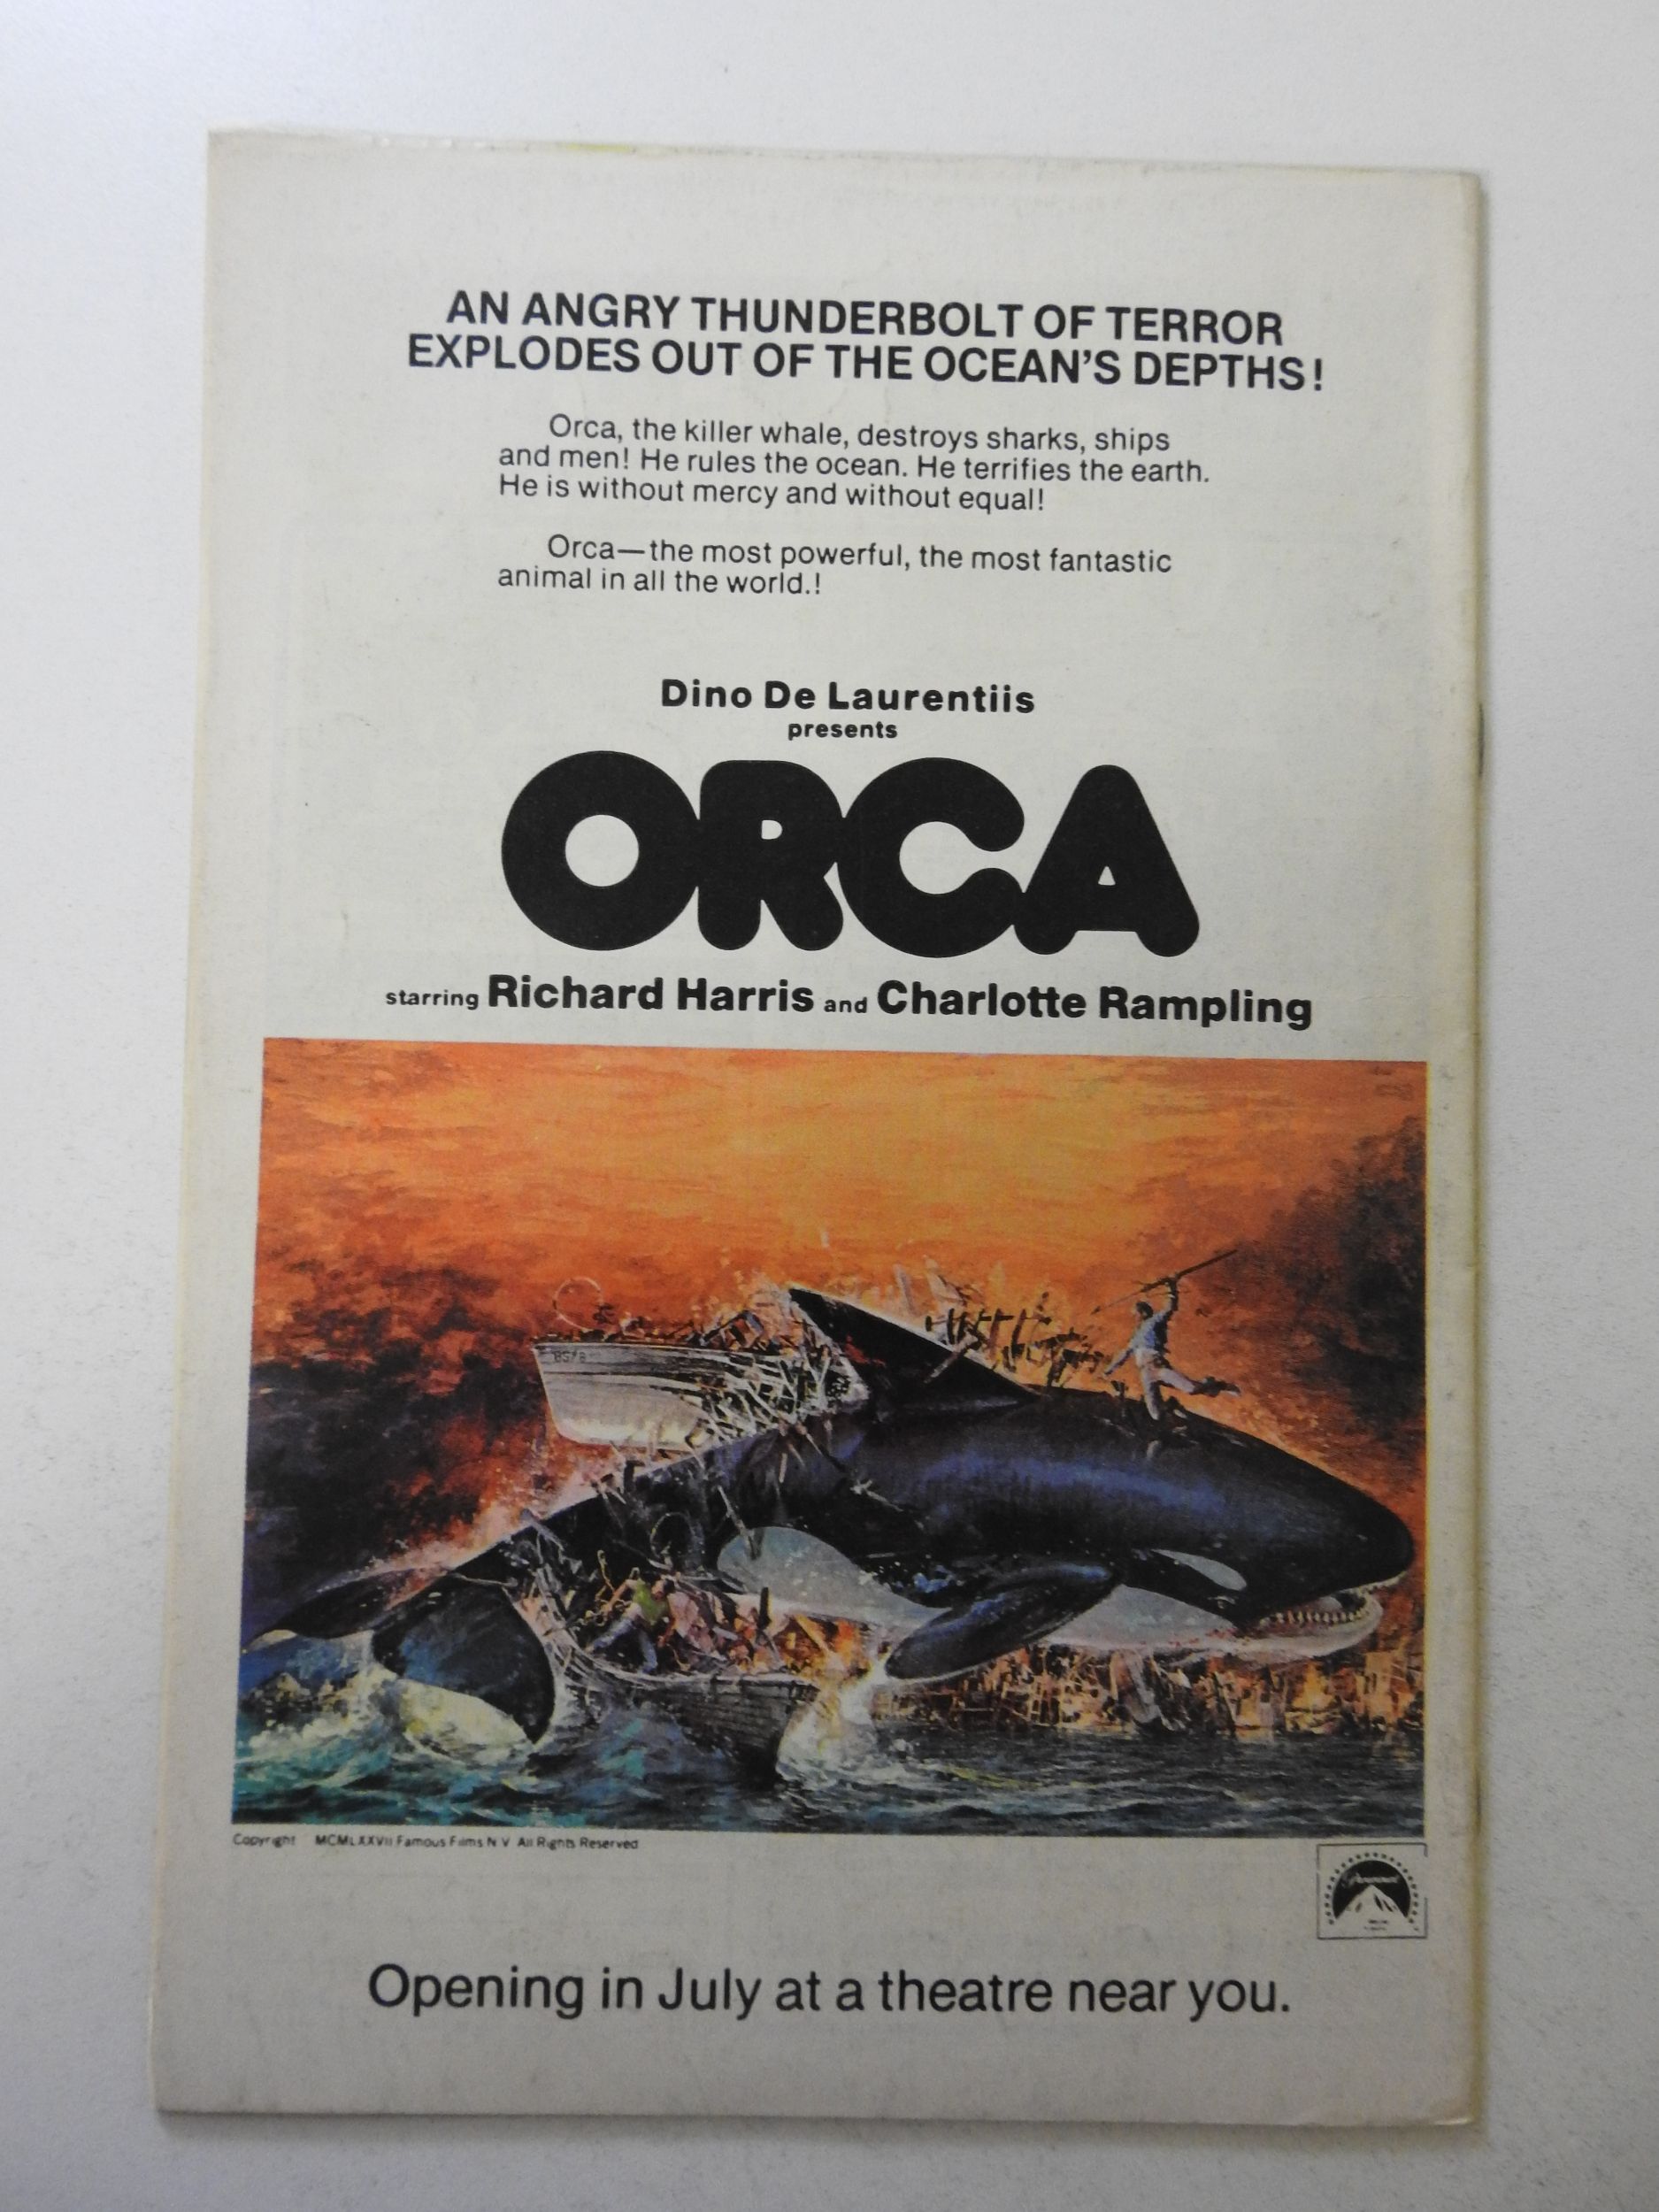 AN ANGRY THUNDERBOLT OF TERROR
EXPLODES OUT OF THE OCEAN'S DEPTHS!
Orca, the killer whale, destroys sharks, ships
and men! He rules the ocean. He terrifies the earth.
He is without mercy and without equal!
Orca—the most powerful, the most fantastic
animal in all the world.!
Dino De Laurentiis
presents
ORCA
starring Richard Harris and Charlotte Rampling
Copyright MCMLXXVII Famous Films N V All Rights Reserved
Paramount
Opening in July at a theatre near you.